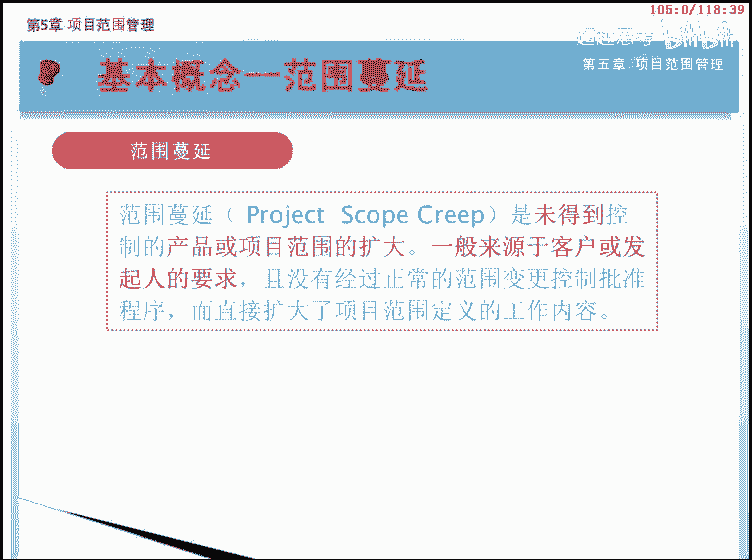 105:0/118:39
第5章 项目范围管理
基本概念—范围蔓延
第五章 项目范围管理
范围蔓延
范围蔓延（ Project Scope Creep）是未得到控
制的产品或项目范围的扩大。一般来源于客户或发
起人的要求，且没有经过正常的范围变更控制批准
程序，而直接扩大了项目范围定义的工作内容。